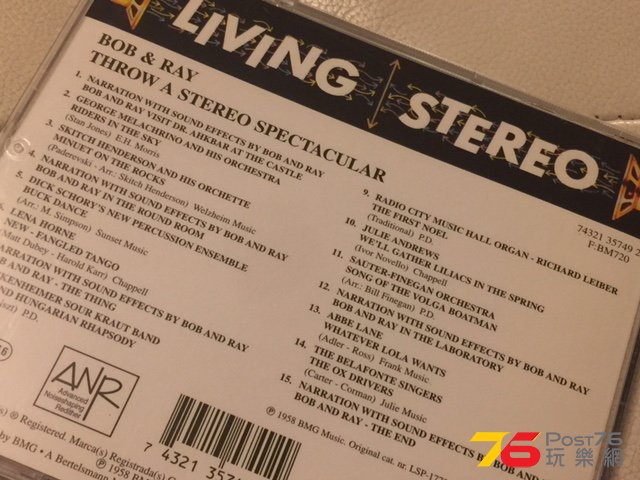 LIVING STEREO
BOB & RAY
THROW A STEREO SPECTACULAR
1. NARRATION WITH SOUND EFFECTS BY BOB AND RAY
BOB AND RAY VISIT DR. AHKBAR AT THE CASTLE
2. GEORGE MELACHRINO AND HIS ORCHESTRA
RIDERS IN THE SKY
(Stan Jones) E.H. Morris
3. SKITCH HENDERSON AND HIS ORCHETTE
MINUET ON THE ROCKS
(Paderovski - Arr.: Skitch Henderson) Welzheim Music
4. NARRATION WITH SOUND EFFECTS BY BOB AND RAY
BOB AND RAY IN THE ROUND ROOM
5. DICK SCHORY'S NEW PERCUSSION ENSEMBLE
BUCK DANCE
(Arr.: M. Simpson) Sunset Music
6. LENA HORNE
NEW - FANGLED TANGO
(Matt Dubey - Harold Karr) Chappell
NARRATION WITH SOUND EFFECTS BY BOB AND RAY
BOB AND RAY - THE THING
KENHEIMER SOUR KRAUT BAND
ND HUNGARIAN RHAPSODY
szt) P.D.
9. RADIO CITY MUSIC HALL ORGAN - RICHARD LEIBER
THE FIRST NOEL
(Traditional) P.D.
10. JULIE ANDREWS
WE'LL GATHER LILIACS IN THE SPRING
(Ivor Novello) Chappell
11. SAUTER-FINEGAN ORCHESTRA
SONG OF THE VOLGA BOATMAN
(Arr.: Bill Finegan) P.D.
12. NARRATION WITH SOUND EFFECTS BY BOB AND RAY
BOB AND RAY IN THE LABORATORY
13. ABBE LANE
WHATEVER LOLA WANTS
(Adler - Ross) Frank Music
14. THE BELAFONTE SINGERS
THE OX DRIVERS
(Carter - Corman) Julie Music
15. NARRATION WITH SOUND EFFECTS BY BOB AND RAY
BOB AND RAY - THE END
74321 35749 2
F-BM720
ANR
Advanced
Noiseshaping
Redither
℗ 1958 BMG Music. Original cat. nr. LSP-177
(s) ® Registered. Marca(s) Registrada(s)
by BMG • A Bertelsmann
7 4321 357
76 Post76
玩樂網